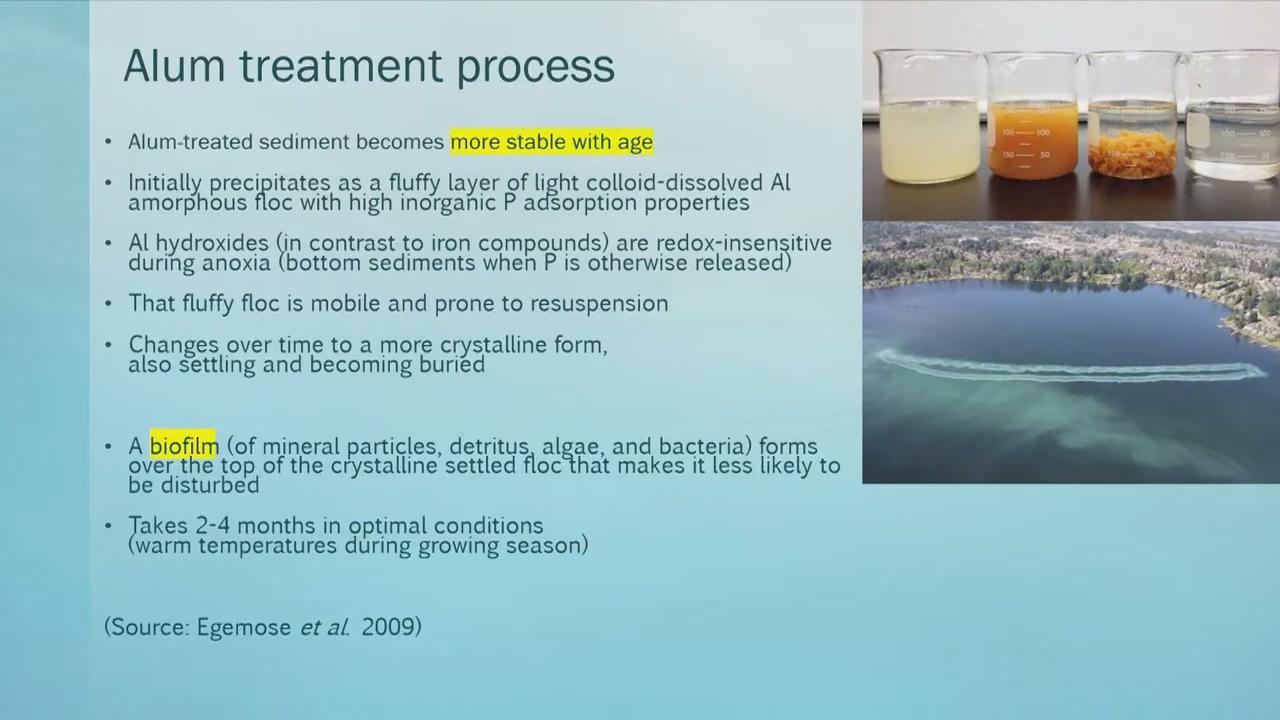 Alum treatment process
• Alum-treated sediment becomes more stable with age
• Initially precipitates as a fluffy layer of light colloid-dissolved Al
amorphous floc with high inorganic P adsorption properties
• Al hydroxides (in contrast to iron compounds) are redox-insensitive
during anoxia (bottom sediments when P is otherwise released)
• That fluffy floc is mobile and prone to resuspension
• Changes over time to a more crystalline form,
also settling and becoming buried
• A biofilm (of mineral particles, detritus, algae, and bacteria) forms
over the top of the crystalline settled floc that makes it less likely to
be disturbed
• Takes 2-4 months in optimal conditions
(warm temperatures during growing season)
(Source: Egemose et al. 2009)
100 100
150 50